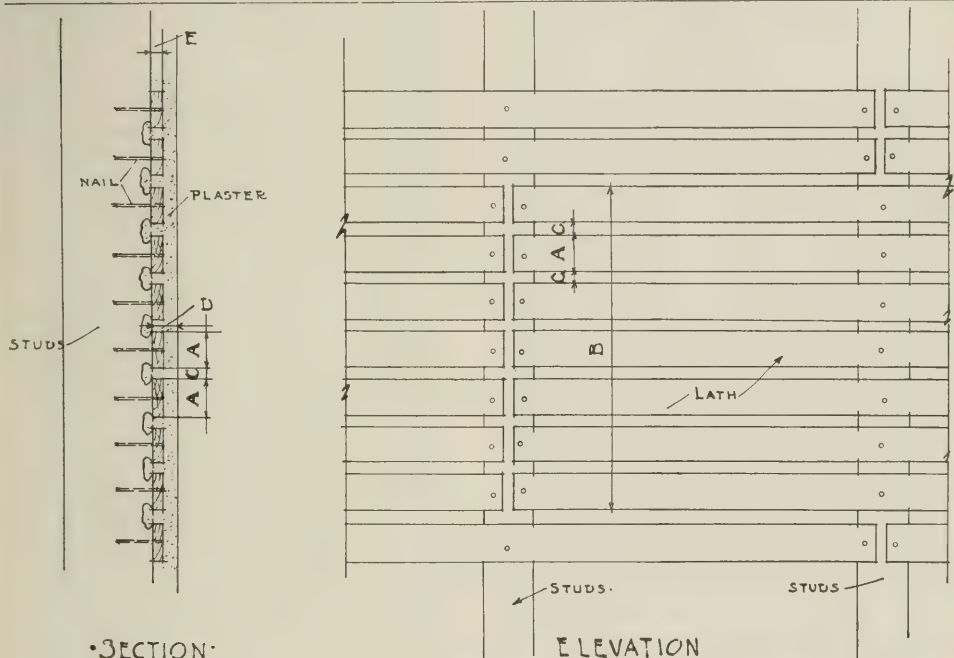 E
NAIL
PLASTER
D
STUDS
A
C
A
·SECTION·
C
A
C
B
LATH
STUDS.
STUDS
ELEVATION